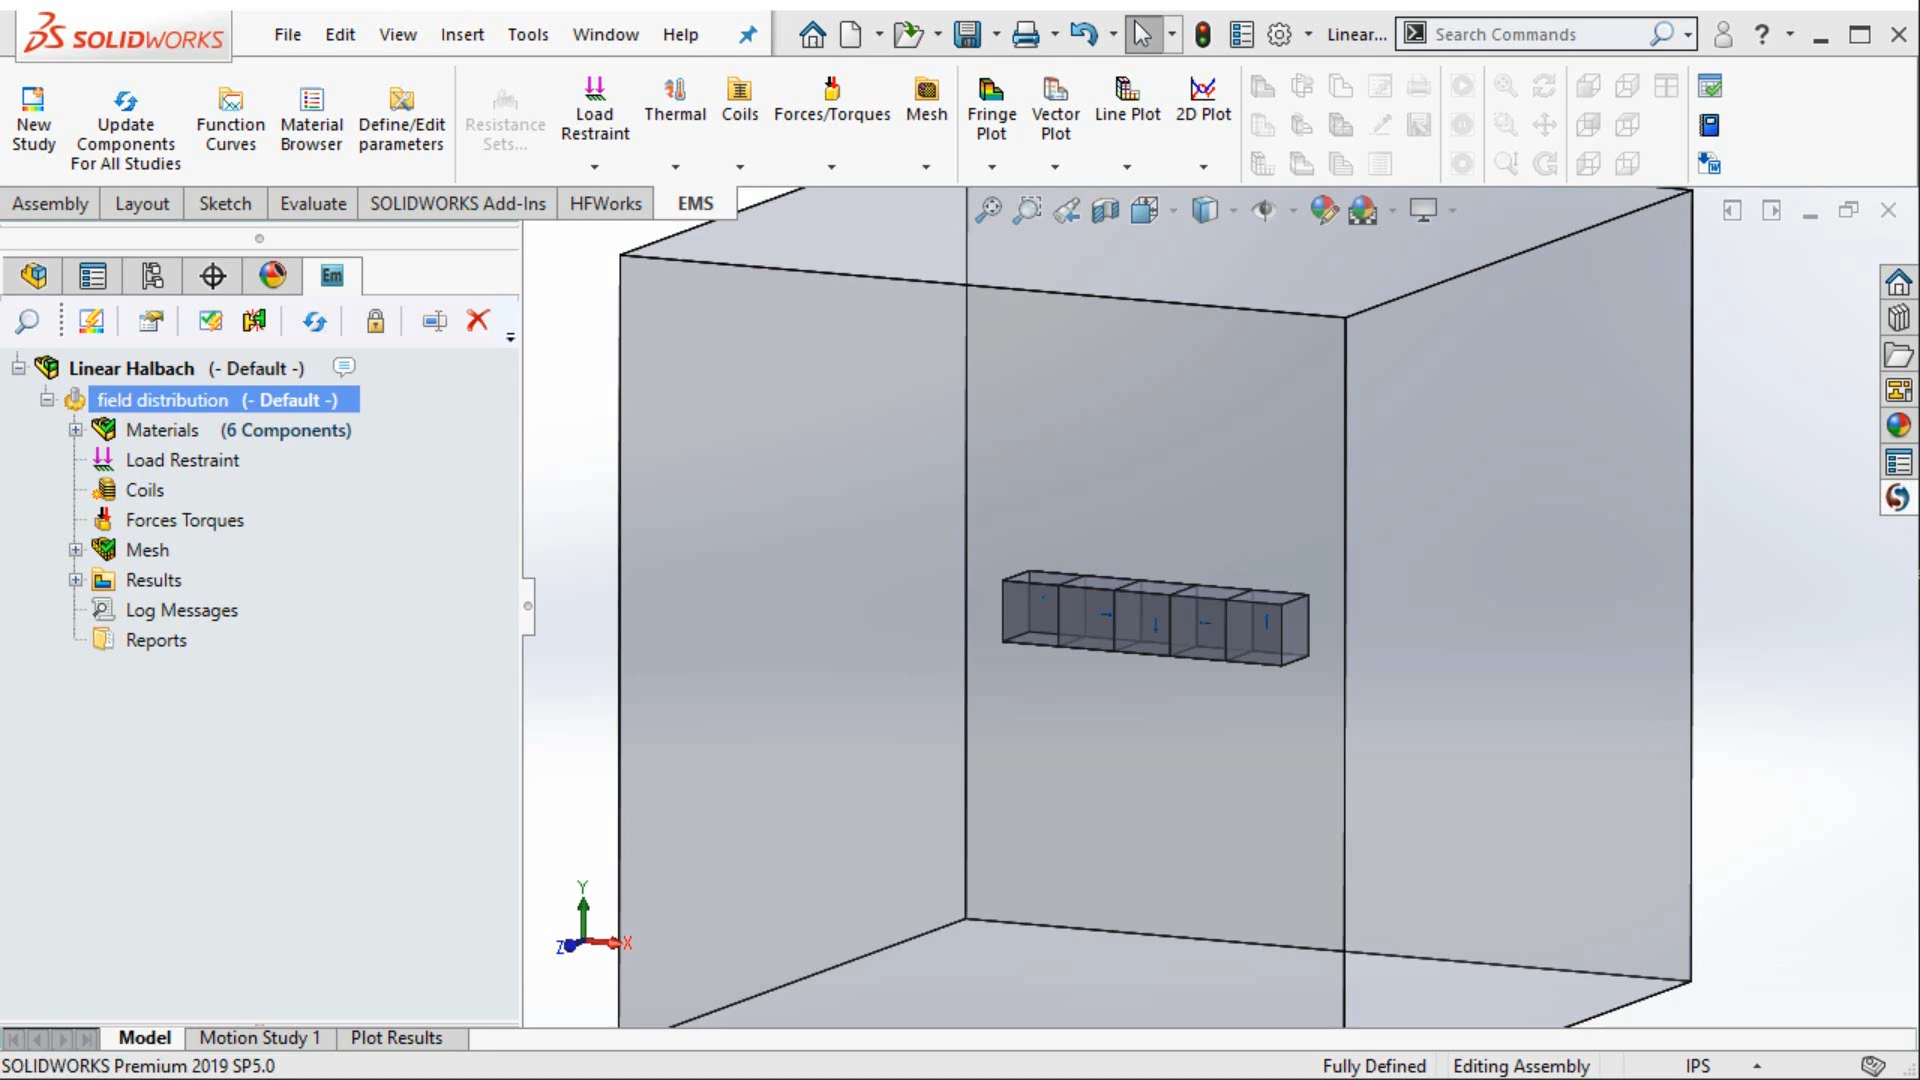 SOLIDWORKS
File Edit View Insert Tools Window Help
Linear...
Search Commands
New Study
Update Components For All Studies
Function Curves
Material Browser
Define/Edit parameters
Resistance Sets...
Load Restraint
Thermal
Coils
Forces/Torques
Mesh
Fringe Plot
Vector Plot
Line Plot
2D Plot
Assembly Layout Sketch Evaluate SOLIDWORKS Add-Ins HFWorks EMS
Em
Linear Halbach (- Default -)
field distribution (- Default -)
Materials (6 Components)
Load Restraint
Coils
Forces Torques
Mesh
Results
Log Messages
Reports
Y
Z
X
Model Motion Study 1 Plot Results
SOLIDWORKS Premium 2019 SP5.0
Fully Defined Editing Assembly IPS